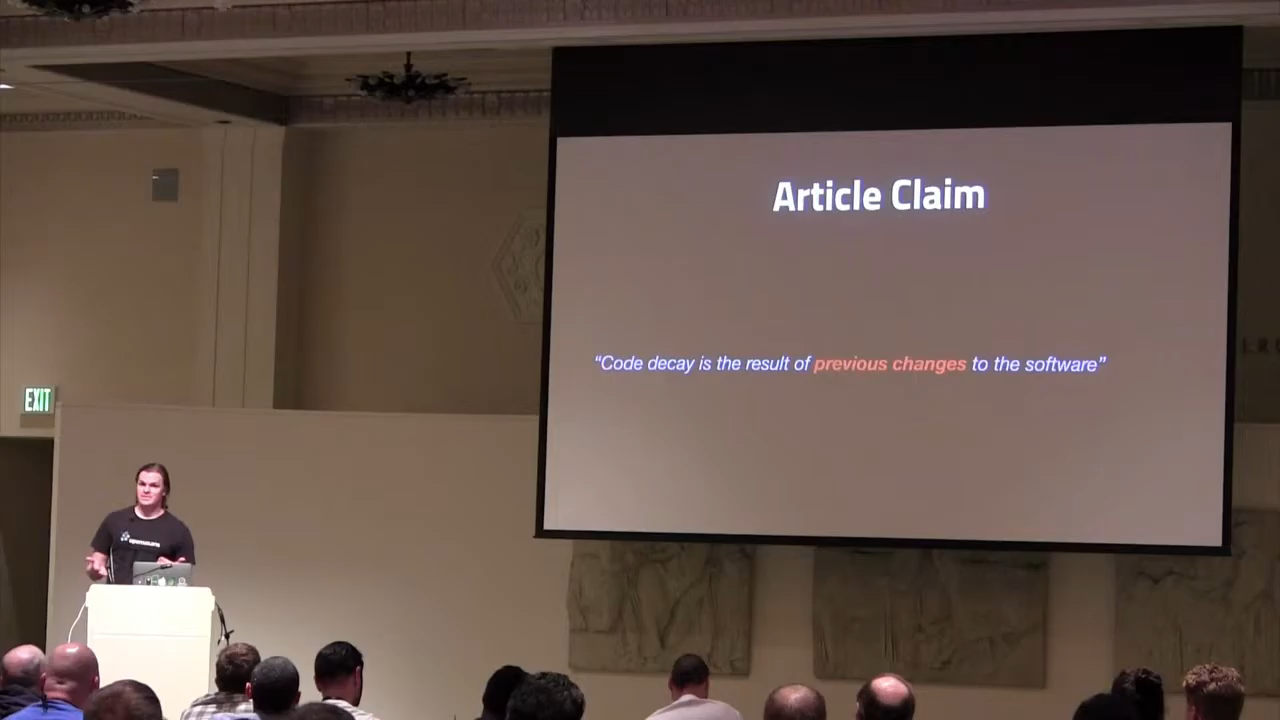 Article Claim
“Code decay is the result of previous changes to the software”
EXIT